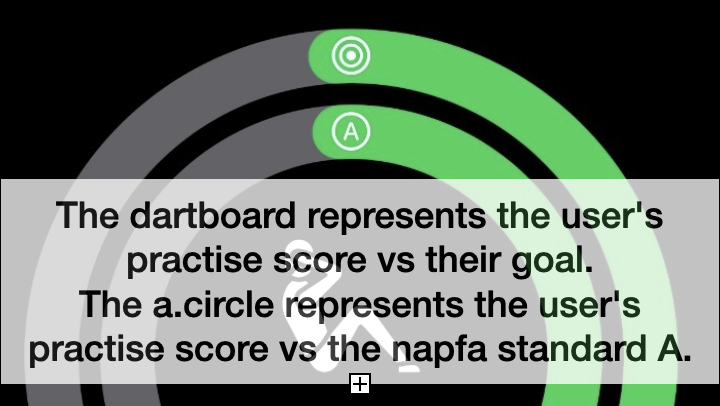 A
The dartboard represents the user's
practise score vs their goal.
The a.circle represents the user's
practise score vs the napfa standard A.